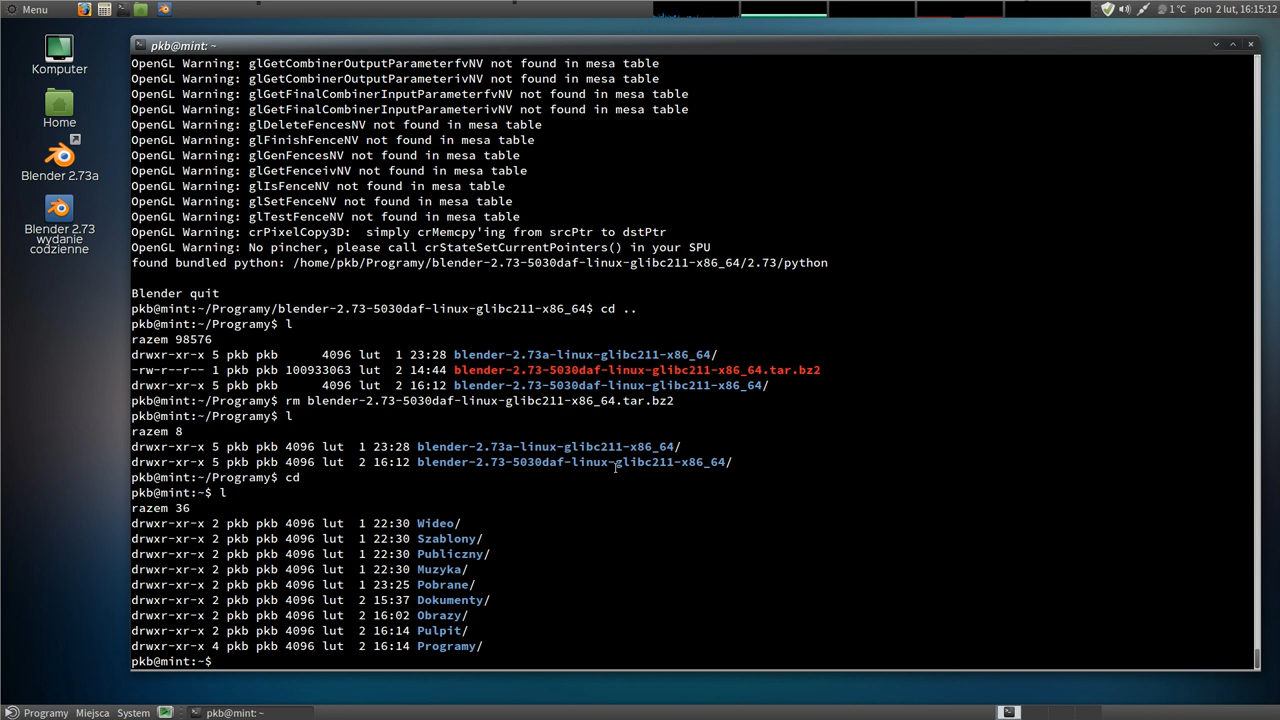 Menu
1 °C pon 2 lut, 16:15:12
Komputer
Home
Blender 2.73a
Blender 2.73
wydanie
codzienne
pkb@mint: ~
OpenGL Warning: glGetCombinerOutputParameterfvNV not found in mesa table
OpenGL Warning: glGetCombinerOutputParameterivNV not found in mesa table
OpenGL Warning: glGetFinalCombinerInputParameterfvNV not found in mesa table
OpenGL Warning: glGetFinalCombinerInputParameterivNV not found in mesa table
OpenGL Warning: glDeleteFencesNV not found in mesa table
OpenGL Warning: glFinishFenceNV not found in mesa table
OpenGL Warning: glGenFencesNV not found in mesa table
OpenGL Warning: glGetFenceivNV not found in mesa table
OpenGL Warning: glIsFenceNV not found in mesa table
OpenGL Warning: glSetFenceNV not found in mesa table
OpenGL Warning: glTestFenceNV not found in mesa table
OpenGL Warning: crPixelCopy3D:  simply crMemcpy'ing from srcPtr to dstPtr
OpenGL Warning: No pincher, please call crStateSetCurrentPointers() in your SPU
found bundled python: /home/pkb/Programy/blender-2.73-5030daf-linux-glibc211-x86_64/2.73/python
Blender quit
pkb@mint:~/Programy/blender-2.73-5030daf-linux-glibc211-x86_64$ cd ..
pkb@mint:~/Programy$ l
razem 98576
drwxr-xr-x 5 pkb pkb      4096 lut  1 23:28 blender-2.73a-linux-glibc211-x86_64/
-rw-r--r-- 1 pkb pkb 100933063 lut  2 14:44 blender-2.73-5030daf-linux-glibc211-x86_64.tar.bz2
drwxr-xr-x 5 pkb pkb      4096 lut  2 16:12 blender-2.73-5030daf-linux-glibc211-x86_64/
pkb@mint:~/Programy$ rm blender-2.73-5030daf-linux-glibc211-x86_64.tar.bz2
pkb@mint:~/Programy$ l
razem 8
drwxr-xr-x 5 pkb pkb 4096 lut  1 23:28 blender-2.73a-linux-glibc211-x86_64/
drwxr-xr-x 5 pkb pkb 4096 lut  2 16:12 blender-2.73-5030daf-linux-glibc211-x86_64/
pkb@mint:~/Programy$ cd
pkb@mint:~$ l
razem 36
drwxr-xr-x 2 pkb pkb 4096 lut  1 22:30 Wideo/
drwxr-xr-x 2 pkb pkb 4096 lut  1 22:30 Szablony/
drwxr-xr-x 2 pkb pkb 4096 lut  1 22:30 Publiczny/
drwxr-xr-x 2 pkb pkb 4096 lut  1 22:30 Muzyka/
drwxr-xr-x 2 pkb pkb 4096 lut  1 23:25 Pobrane/
drwxr-xr-x 2 pkb pkb 4096 lut  2 15:37 Dokumenty/
drwxr-xr-x 2 pkb pkb 4096 lut  2 16:02 Obrazy/
drwxr-xr-x 2 pkb pkb 4096 lut  2 16:14 Pulpit/
drwxr-xr-x 4 pkb pkb 4096 lut  2 16:14 Programy/
pkb@mint:~$
Programy Miejsca System pkb@mint: ~